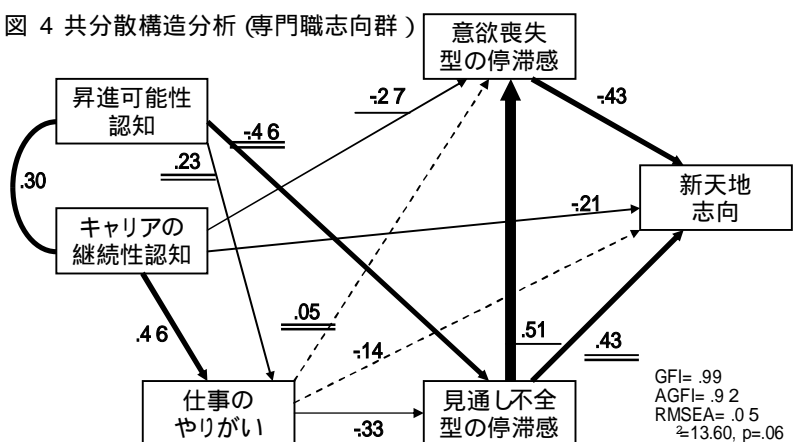 図 4 共分散構造分析 (専門職志向群 )
意欲喪失
型の停滞感
昇進可能性
認知
-.27
-.43
-.46
.23
.30
新天地
志向
キャリアの
継続性認知
-.21
.46
.05
-.14
.51
.43
仕事の
やりがい
-.33
見通し不全
型の停滞感
GFI= .99
AGFI= .92
RMSEA= .05
²=13.60, p=.06